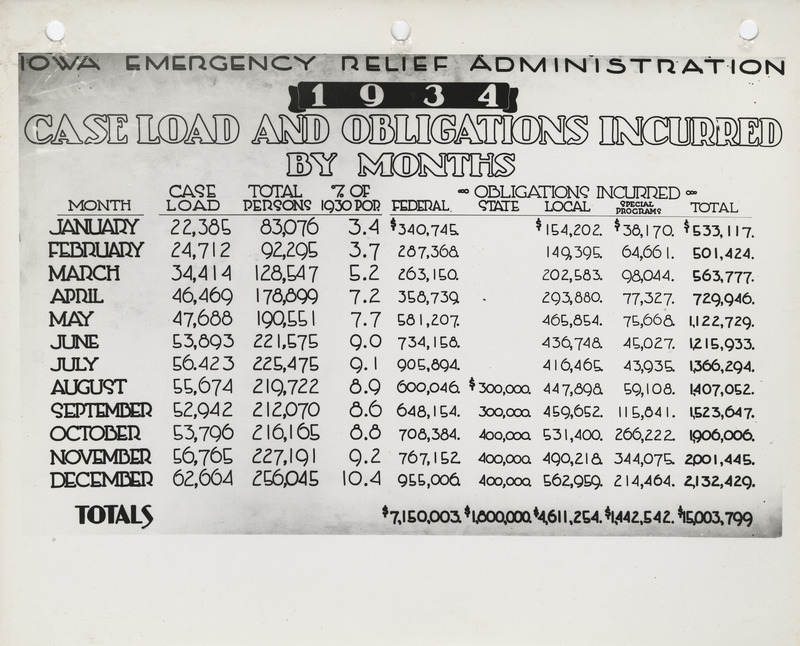 IOWA EMERGENCY RELIEF ADMINISTRATION
1934
CASE LOAD AND OBLIGATIONS INCURRED
BY MONTHS
MONTH CASE LOAD TOTAL PERSONS % OF 1930 POP. ∞ OBLIGATIONS INCURRED ∞ FEDERAL STATE LOCAL SPECIAL PROGRAMS TOTAL
JANUARY 22,385 83,076 3.4 $340,745. $154,202. $38,170. $533,117.
FEBRUARY 24,712 92,295 3.7 287,368. 149,395. 64,661. 501,424.
MARCH 34,414 128,547 5.2 263,150. 202,583. 98,044. 563,777.
APRIL 46,469 178,899 7.2 358,739. 293,880. 77,327. 729,946.
MAY 47,688 190,551 7.7 581,207. 465,854. 75,668. 1,122,729.
JUNE 53,893 221,575 9.0 734,158. 436,748. 45,027. 1,215,933.
JULY 56.423 225,475 9.1 905,894. 416,465. 43,935. 1,366,294.
AUGUST 55,674 219,722 8.9 600,046. $300,000. 447,898. 59,108. 1,407,052.
SEPTEMBER 52,942 212,070 8.6 648,154. 300,000. 459,652. 115,841. 1,523,647.
OCTOBER 53,796 216,165 8.8 708,384. 400,000. 531,400. 266,222. 1,906,006.
NOVEMBER 56,765 227,191 9.2 767,152. 400,000. 490,218. 344,075. 2,001,445.
DECEMBER 62,664 256,045 10.4 955,006. 400,000. 562,959. 214,464. 2,132,429.
TOTALS $7,150,003. $1,800,000. $4,611,254. $1,442,542. $15,003,799